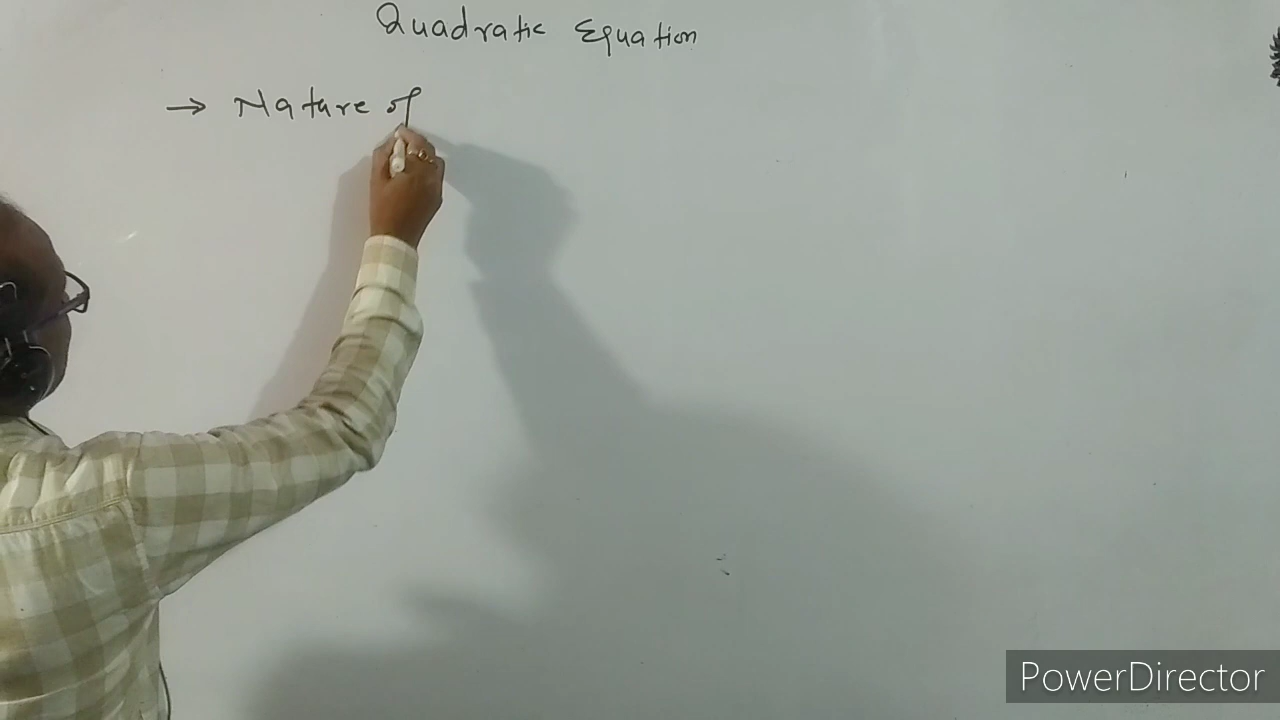 Quadratic Equation
→ Nature of
PowerDirector